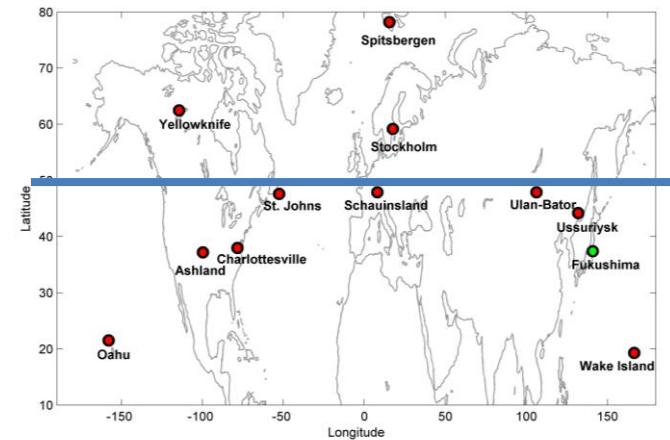 80
Spitsbergen
70
Yellowknife
60
Stockholm
Latitude
St. Johns
Schauinsland
Ulan-Bator
Ussuriysk
40
Charlottesville
Ashland
Fukushima
30
20
Oahu
Wake Island
10
-150
-100
-50
0
50
100
150
Longitude